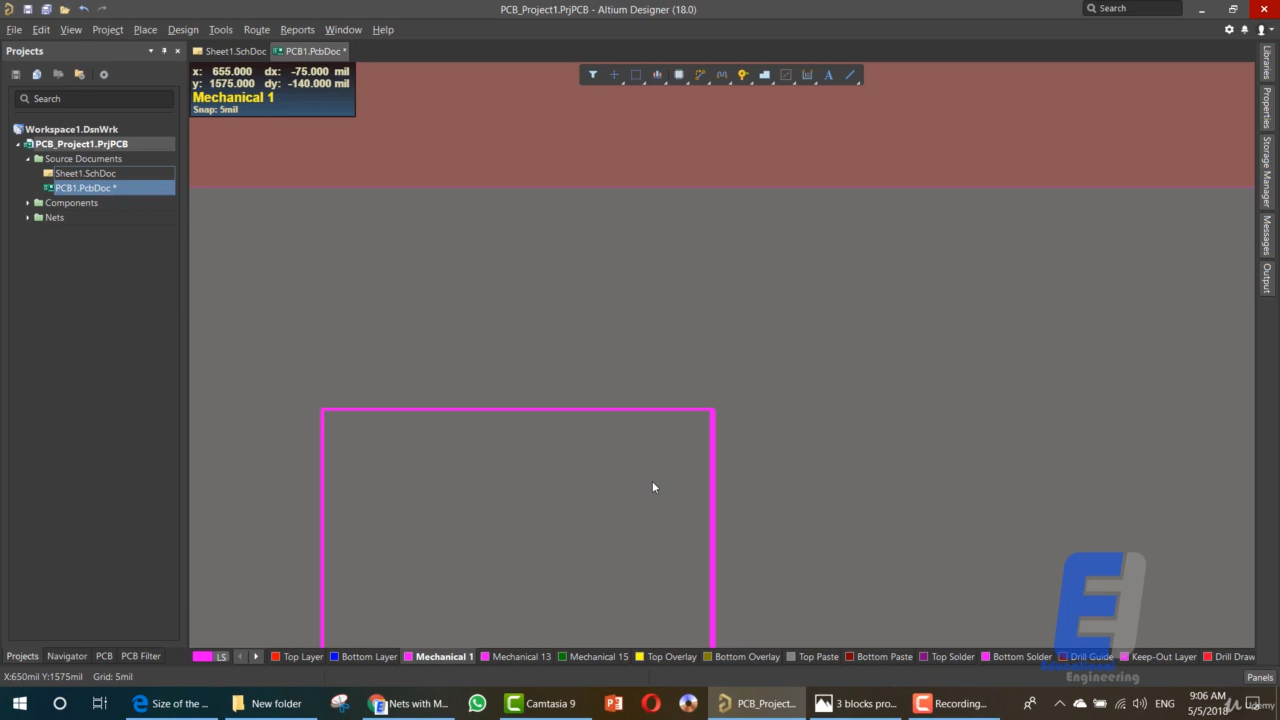 PCB_Project1.PrjPCB - Altium Designer (18.0)
Search
File Edit View Project Place Design Tools Route Reports Window Help
Projects
Sheet1.SchDoc
PCB1.PcbDoc *
x: 655.000 dx: -75.000 mil
y: 1575.000 dy: -140.000 mil
Mechanical 1
Snap: 5mil
Search
Workspace1.DsnWrk
PCB_Project1.PrjPCB
Source Documents
Sheet1.SchDoc
PCB1.PcbDoc *
Components
Nets
Libraries
Properties
Storage Manager
Messages
Output
A
Projects Navigator PCB PCB Filter
LS
Top Layer
Bottom Layer
Mechanical 1
Mechanical 13
Mechanical 15
Top Overlay
Bottom Overlay
Top Paste
Bottom Paste
Top Solder
Bottom Solder
Drill Guide
Keep-Out Layer
Drill Draw
Engineering
X:650mil Y:1575mil Grid: 5mil
Panels
Size of the ...
New folder
Nets with M...
Camtasia 9
PCB_Project...
3 blocks pro...
Recording...
ENG
9:06 AM
5/5/2018
Udemy